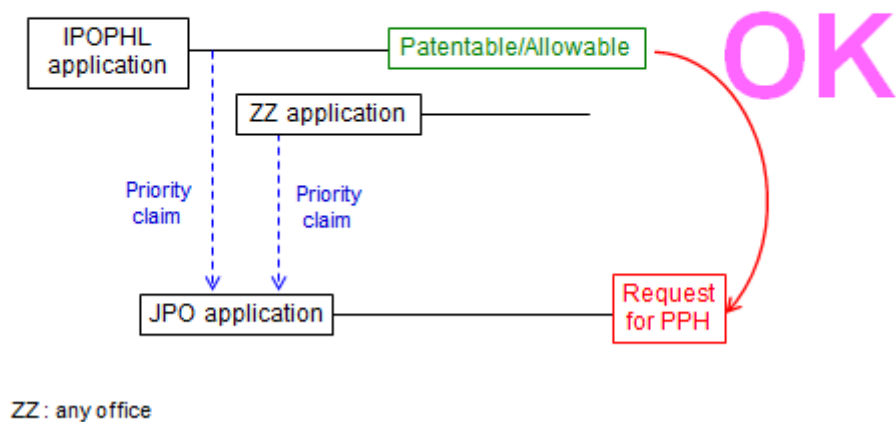 IPOPHL
application
Patentable/Allowable
OK
ZZ application
Priority
claim
Priority
claim
JPO application
Request
for PPH
ZZ : any office